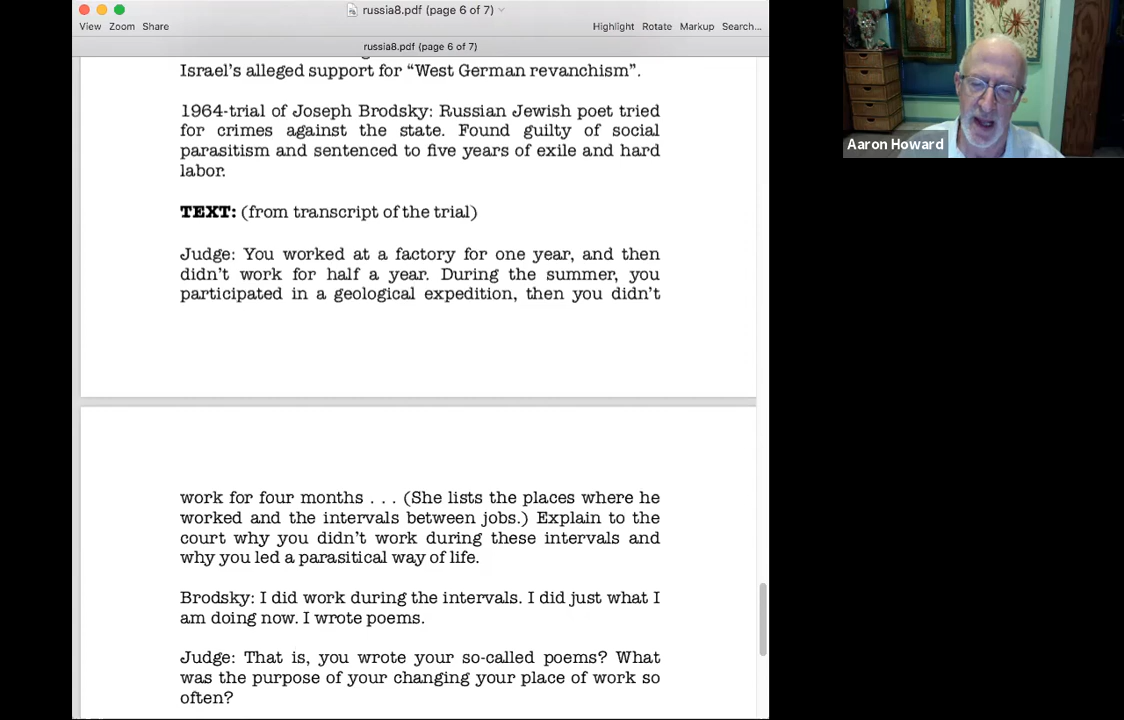 russia8.pdf (page 6 of 7)
View Zoom Share Highlight Rotate Markup Search...
russia8.pdf (page 6 of 7)
Israel's alleged support for “West German revanchism”.
1964-trial of Joseph Brodsky: Russian Jewish poet tried
for crimes against the state. Found guilty of social
parasitism and sentenced to five years of exile and hard
labor.
TEXT: (from transcript of the trial)
Judge: You worked at a factory for one year, and then
didn't work for half a year. During the summer, you
participated in a geological expedition, then you didn't
work for four months . . . (She lists the places where he
worked and the intervals between jobs.) Explain to the
court why you didn't work during these intervals and
why you led a parasitical way of life.
Brodsky: I did work during the intervals. I did just what I
am doing now. I wrote poems.
Judge: That is, you wrote your so-called poems? What
was the purpose of your changing your place of work so
often?
Aaron Howard